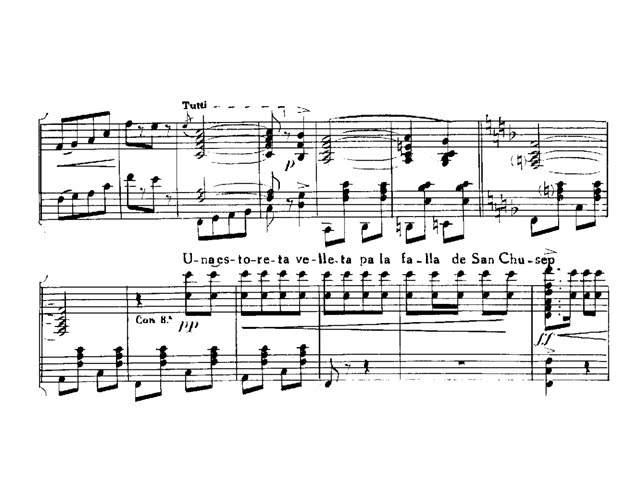 Tutti
p
U-naes-to-re-ta ve-lle-ta pa la fa-lla de San Chu-sep
Con 8.ª
pp
ff